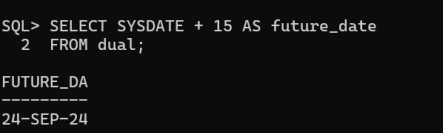 SQL> SELECT SYSDATE + 15 AS future_date
  2  FROM dual;
FUTURE_DA
---------
24-SEP-24